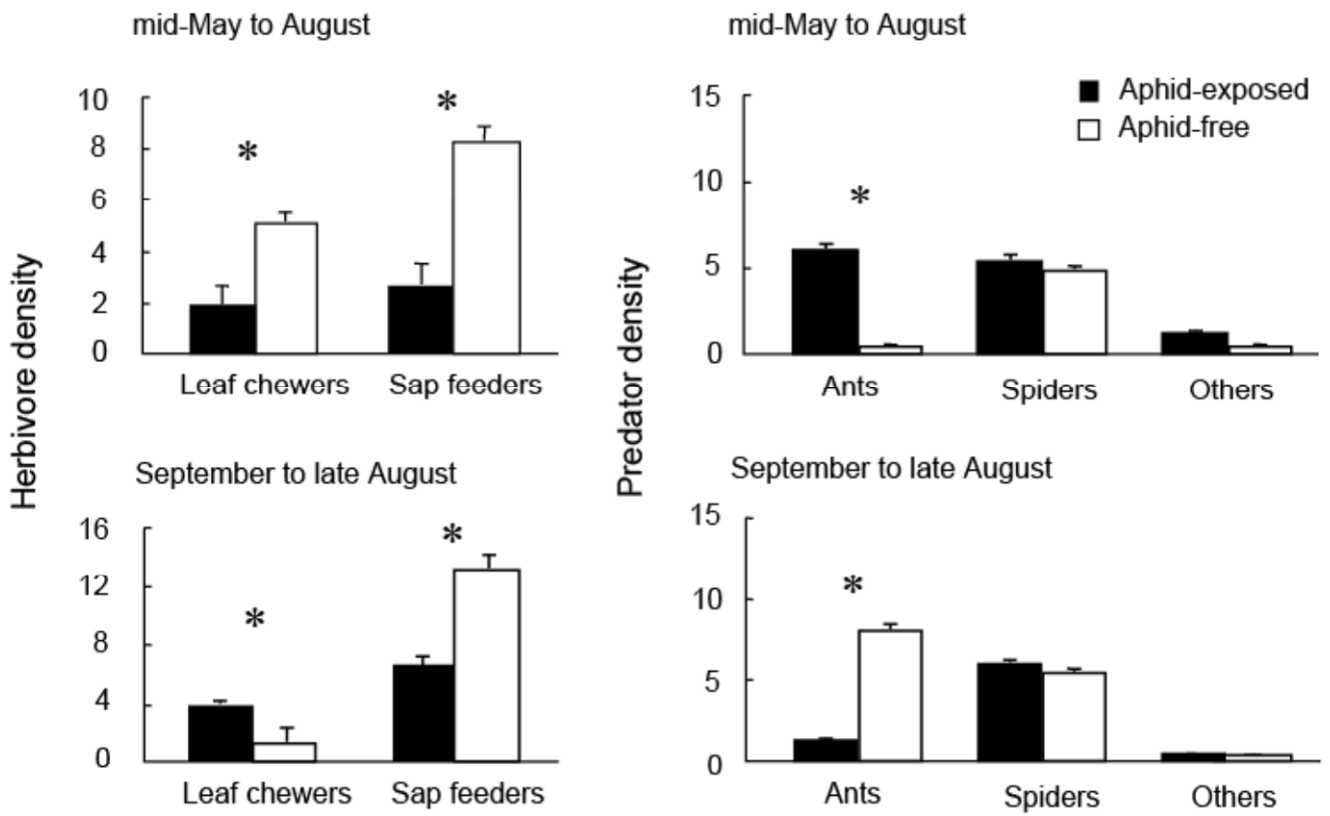 mid-May to August
10
8
6
4
2
0
*
*
Leaf chewers
Sap feeders
Herbivore density
September to late August
16
12
8
4
0
*
*
Leaf chewers
Sap feeders
mid-May to August
15
10
5
0
*
Aphid-exposed
Aphid-free
Ants
Spiders
Others
Predator density
September to late August
15
10
5
0
*
Ants
Spiders
Others